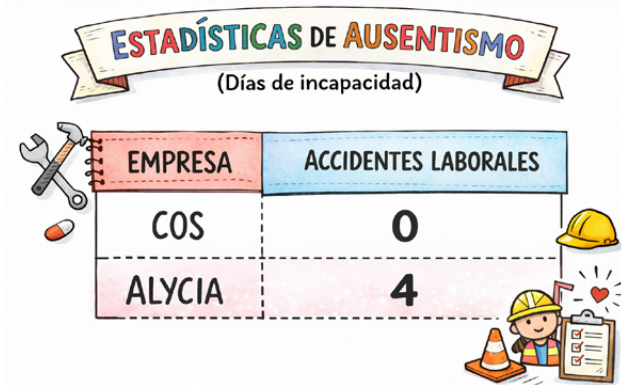 ESTADÍSTICAS DE AUSENTISMO
(Días de incapacidad)
EMPRESA ACCIDENTES LABORALES
COS 0
ALYCIA 4